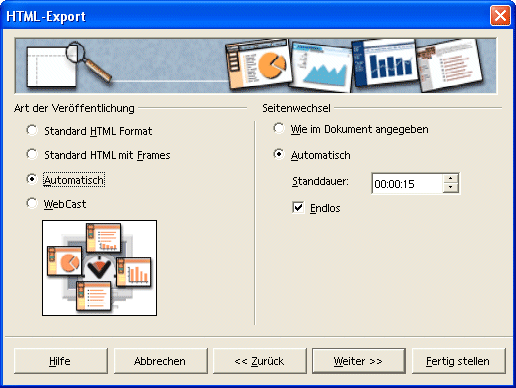 HTML-Export
Art der Veröffentlichung
Standard HTML Format
Standard HTML mit Frames
Automatisch
WebCast
Seitenwechsel
Wie im Dokument angegeben
Automatisch
Standdauer: 00:00:15
Endlos
Hilfe
Abbrechen
<< Zurück
Weiter >>
Fertig stellen